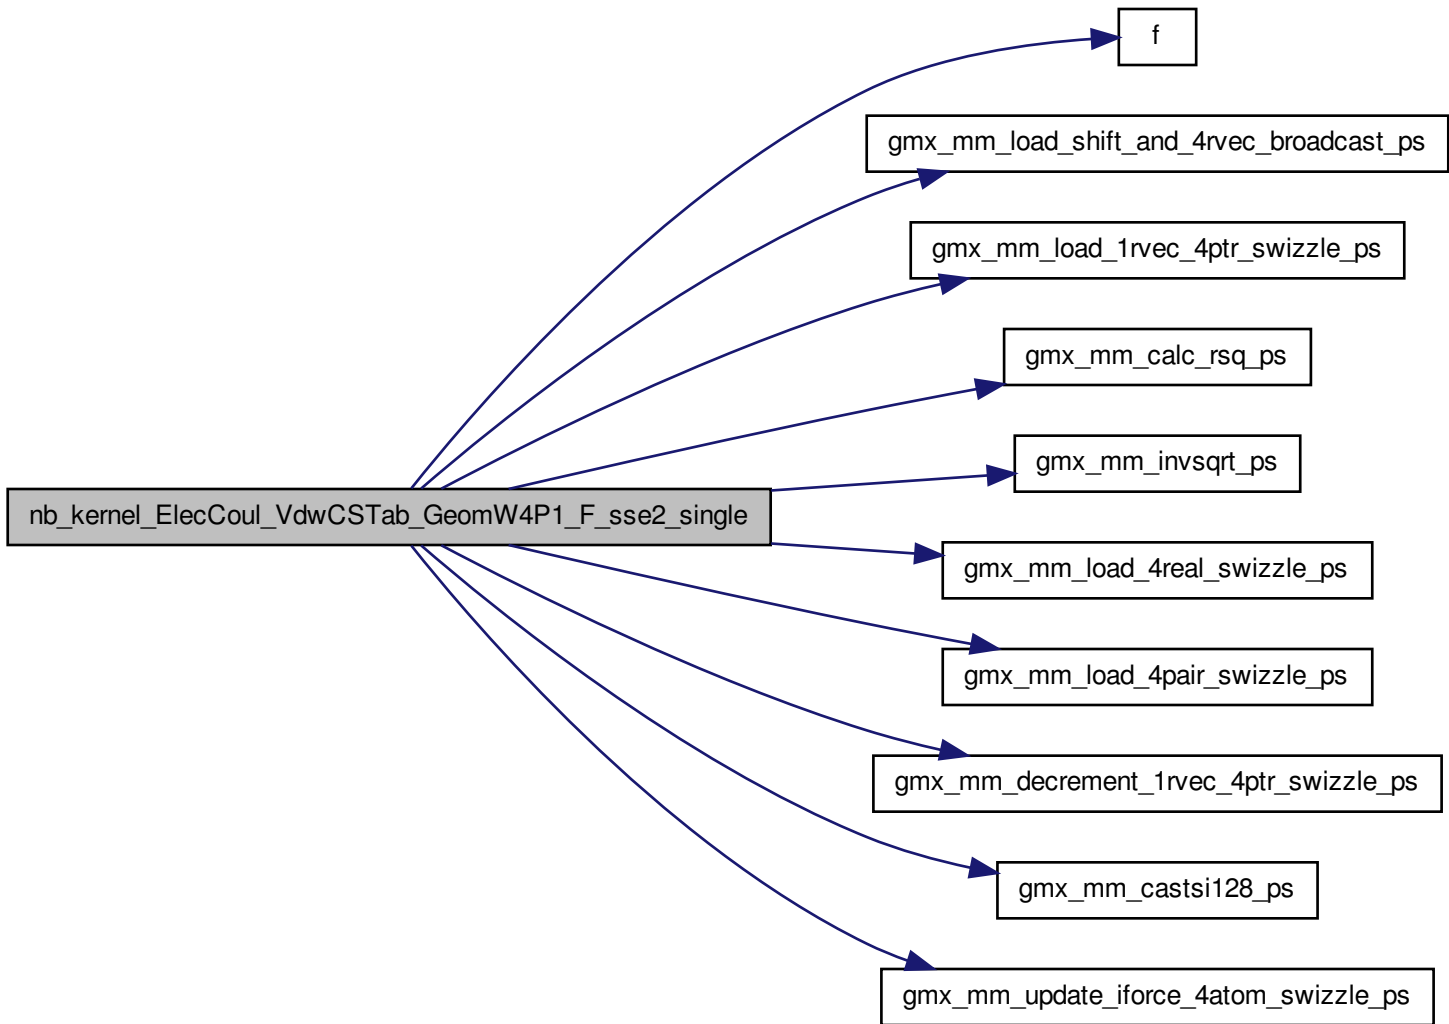 f
gmx_mm_load_shift_and_4rvec_broadcast_ps
gmx_mm_load_1rvec_4ptr_swizzle_ps
gmx_mm_calc_rsq_ps
gmx_mm_invsqrt_ps
nb_kernel_ElecCoul_VdwCSTab_GeomW4P1_F_sse2_single
gmx_mm_load_4real_swizzle_ps
gmx_mm_load_4pair_swizzle_ps
gmx_mm_decrement_1rvec_4ptr_swizzle_ps
gmx_mm_castsi128_ps
gmx_mm_update_iforce_4atom_swizzle_ps